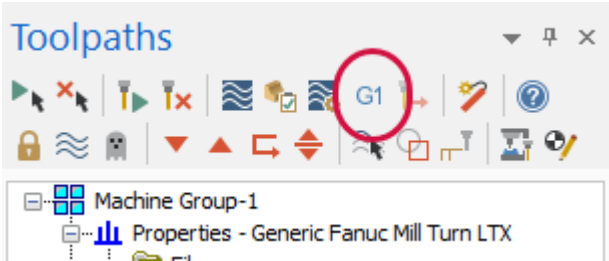 Toolpaths
G1
Machine Group-1
Properties - Generic Fanuc Mill Turn LTX